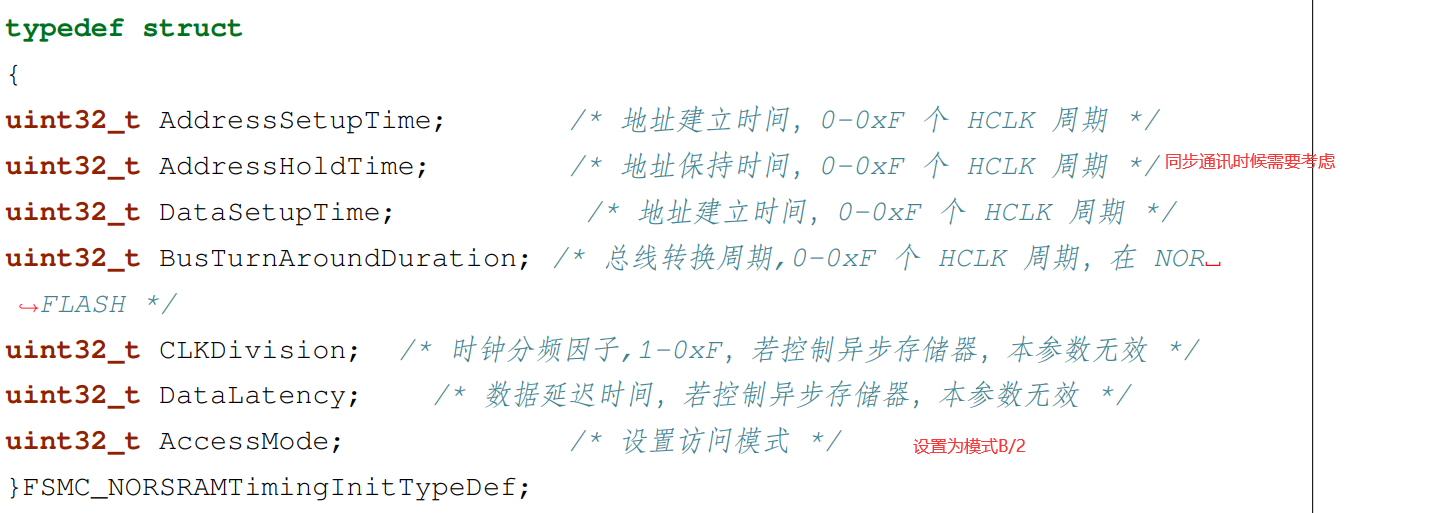 typedef struct
{
uint32_t AddressSetupTime; /* 地址建立时间，0-0xF 个 HCLK 周期 */
uint32_t AddressHoldTime; /* 地址保持时间，0-0xF 个 HCLK 周期 */ 同步通讯时候需要考虑
uint32_t DataSetupTime; /* 地址建立时间，0-0xF 个 HCLK 周期 */
uint32_t BusTurnAroundDuration; /* 总线转换周期,0-0xF 个 HCLK 周期，在 NOR␣
↪FLASH */
uint32_t CLKDivision; /* 时钟分频因子,1-0xF，若控制异步存储器，本参数无效 */
uint32_t DataLatency; /* 数据延迟时间，若控制异步存储器，本参数无效 */
uint32_t AccessMode; /* 设置访问模式 */ 设置为模式B/2
}FSMC_NORSRAMTimingInitTypeDef;